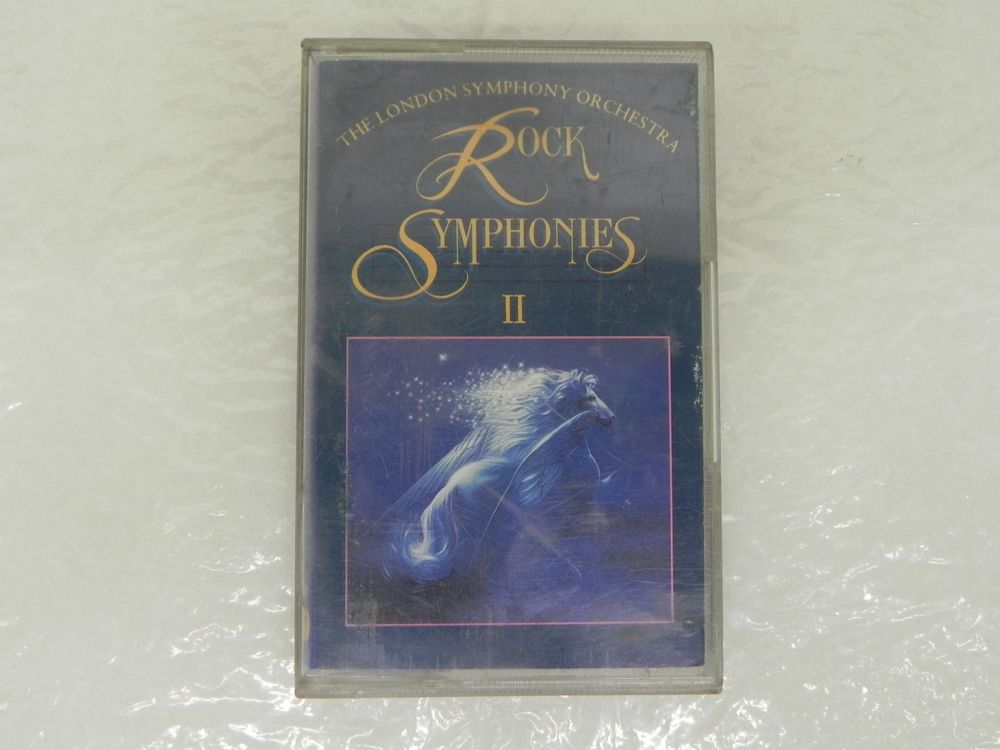 THE LONDON SYMPHONY ORCHESTRA
ROCK
SYMPHONIES
II